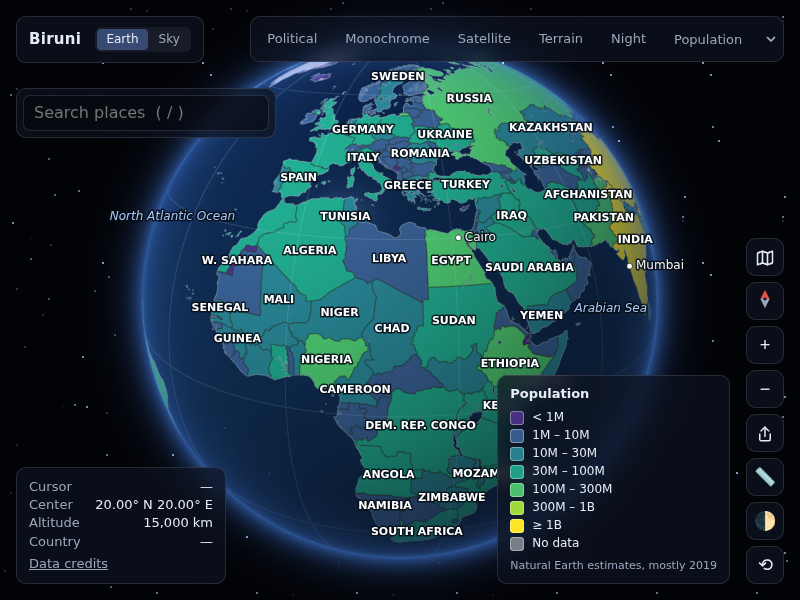 Biruni
Earth
Sky
Political
Monochrome
Satellite
Terrain
Night
Population
Search places ( / )
SWEDEN
RUSSIA
GERMANY
UKRAINE
KAZAKHSTAN
ITALY
ROMANIA
UZBEKISTAN
SPAIN
GREECE
TURKEY
AFGHANISTAN
North Atlantic Ocean
TUNISIA
IRAQ
PAKISTAN
Cairo
INDIA
ALGERIA
LIBYA
EGYPT
W. SAHARA
SAUDI ARABIA
Mumbai
MALI
SENEGAL
NIGER
Arabian Sea
YEMEN
SUDAN
CHAD
GUINEA
NIGERIA
ETHIOPIA
CAMEROON
KE
DEM. REP. CONGO
ANGOLA
MOZAM
ZIMBABWE
NAMIBIA
SOUTH AFRICA
Population
< 1M
1M – 10M
10M – 30M
30M – 100M
100M – 300M
300M – 1B
≥ 1B
No data
Natural Earth estimates, mostly 2019
Cursor —
Center 20.00° N 20.00° E
Altitude 15,000 km
Country —
Data credits